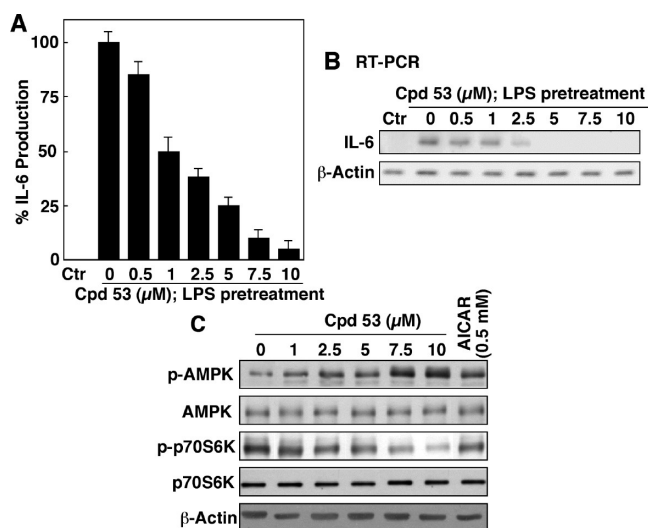 A
% IL-6 Production
100
75
50
25
0
Ctr 0 0.5 1 2.5 5 7.5 10
Cpd 53 (µM); LPS pretreatment
B RT-PCR
Cpd 53 (µM); LPS pretreatment
Ctr 0 0.5 1 2.5 5 7.5 10
IL-6
β-Actin
C
Cpd 53 (µM)
AICAR
(0.5 mM)
0 1 2.5 5 7.5 10
p-AMPK
AMPK
p-p70S6K
p70S6K
β-Actin